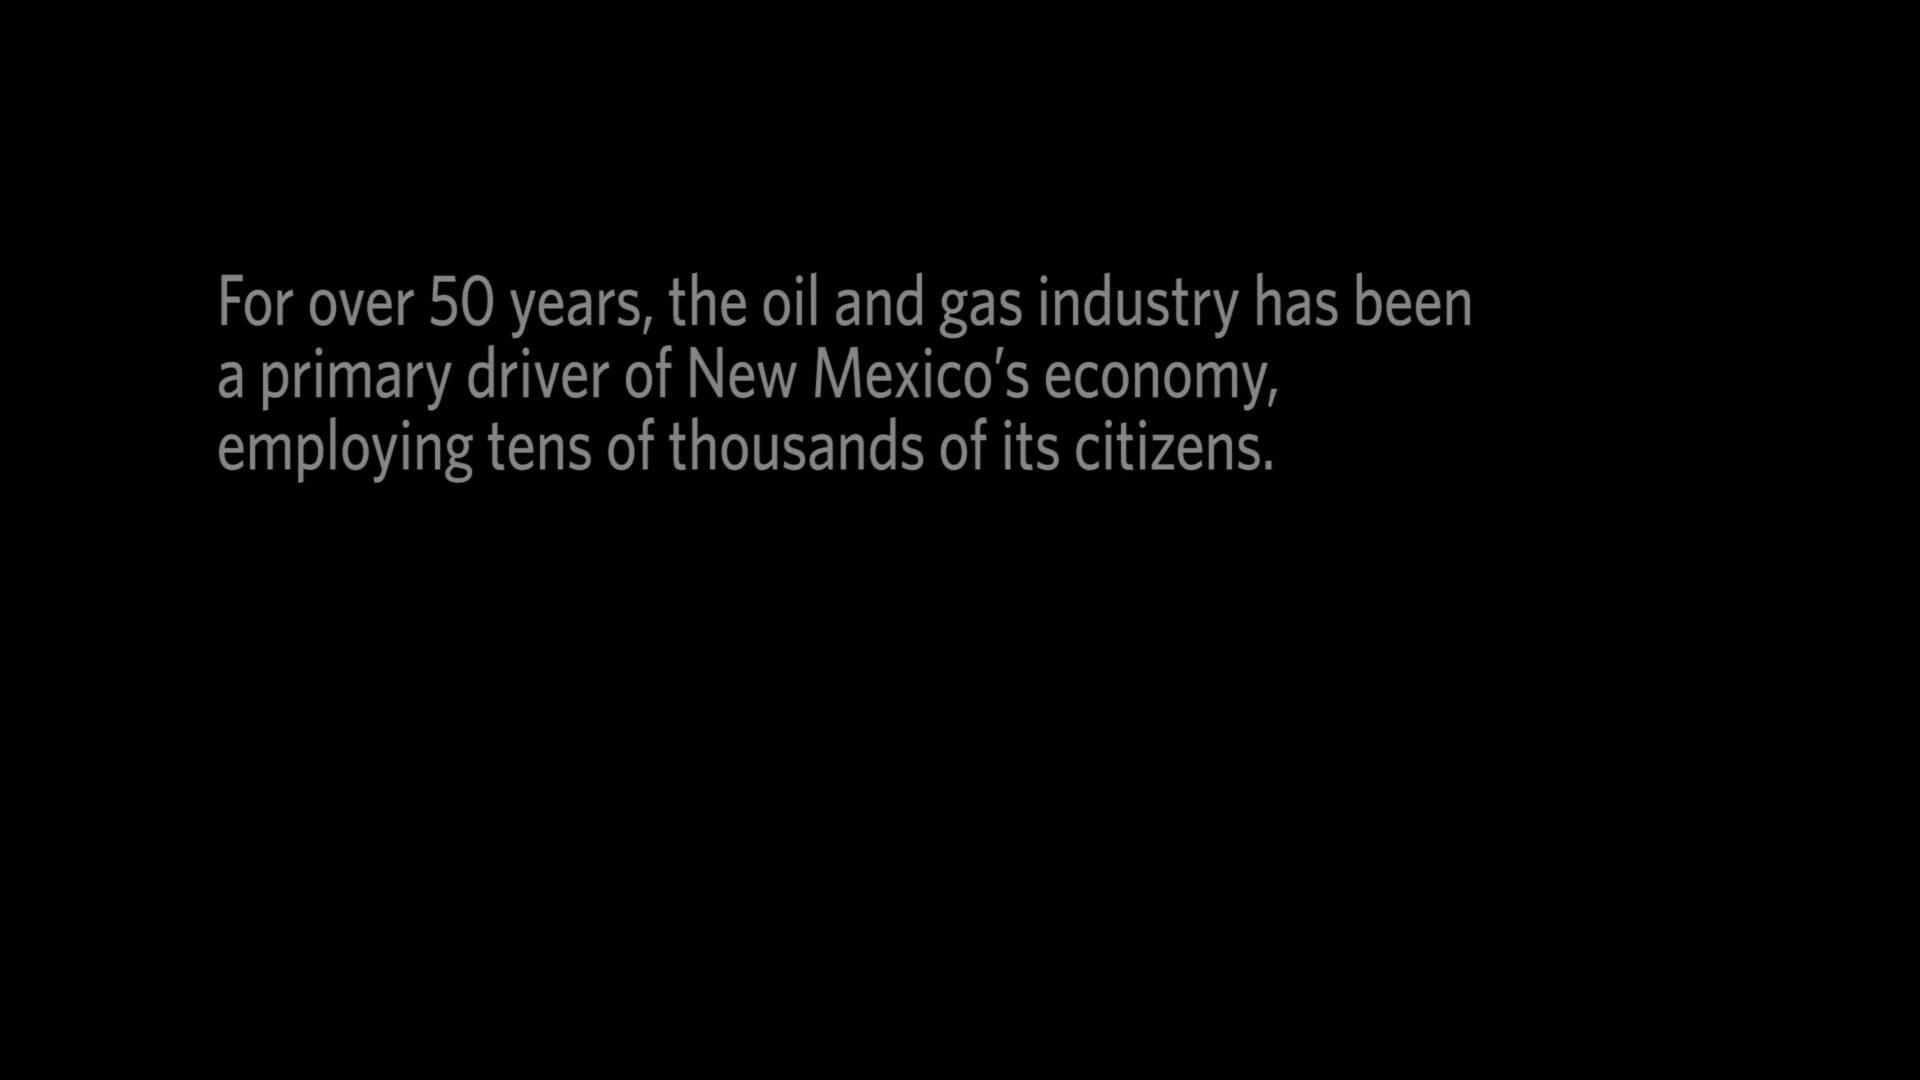 For over 50 years, the oil and gas industry has been
a primary driver of New Mexico’s economy,
employing tens of thousands of its citizens.